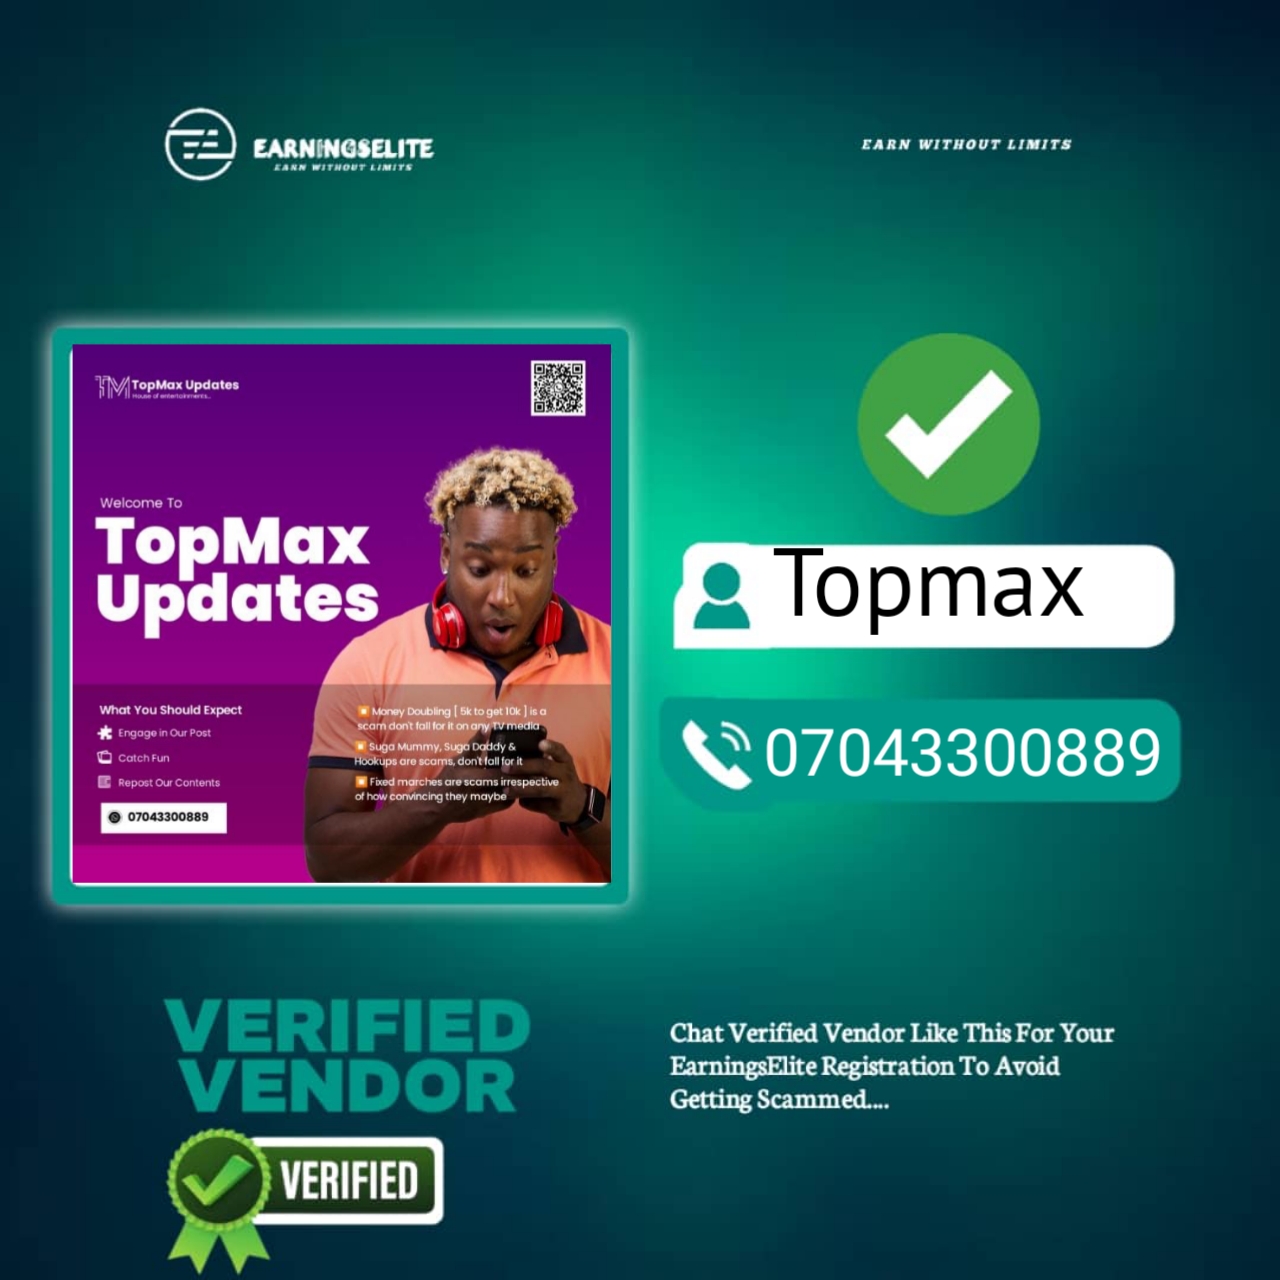 EARNINGSELITE
EARN WITHOUT LIMITS
EARN WITHOUT LIMITS
TM TopMax Updates
House of entertainments..
Welcome To
TopMax
Updates
What You Should Expect
Engage in Our Post
Catch Fun
Repost Our Contents
07043300889
Money Doubling [ 5k to get 10k ] is a
scam don't fall for it on any TV media
Suga Mummy, Suga Daddy &
Hookups are scams, don't fall for it
Fixed marches are scams irrespective
of how convincing they maybe
Topmax
07043300889
VERIFIED
VENDOR
VERIFIED
Chat Verified Vendor Like This For Your
EarningsElite Registration To Avoid
Getting Scammed....